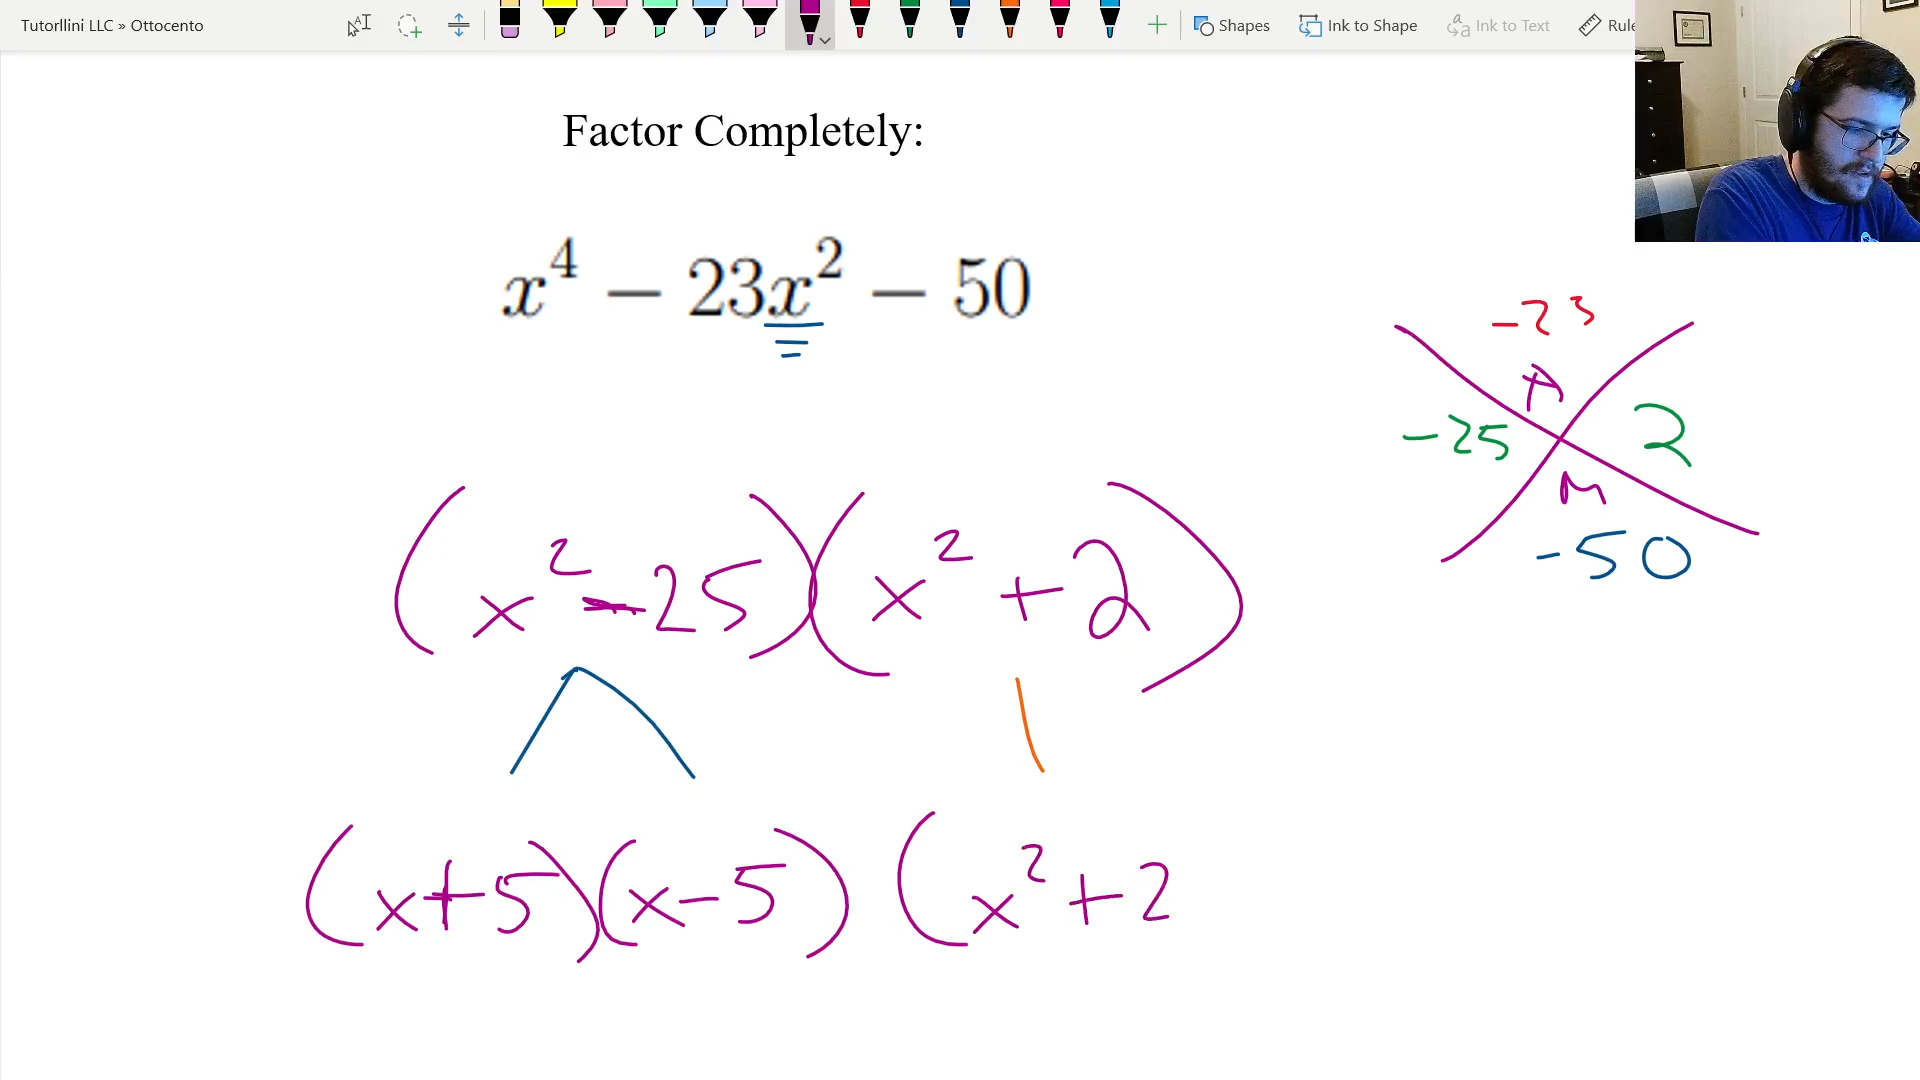 Tutorllini LLC » Ottocento
Shapes
Ink to Shape
Ink to Text
Rule
Factor Completely:
x⁴ − 23x² − 50
-23
A
-25
2
M
-50
(x²-25)(x²+2)
(x+5)(x-5) (x²+2